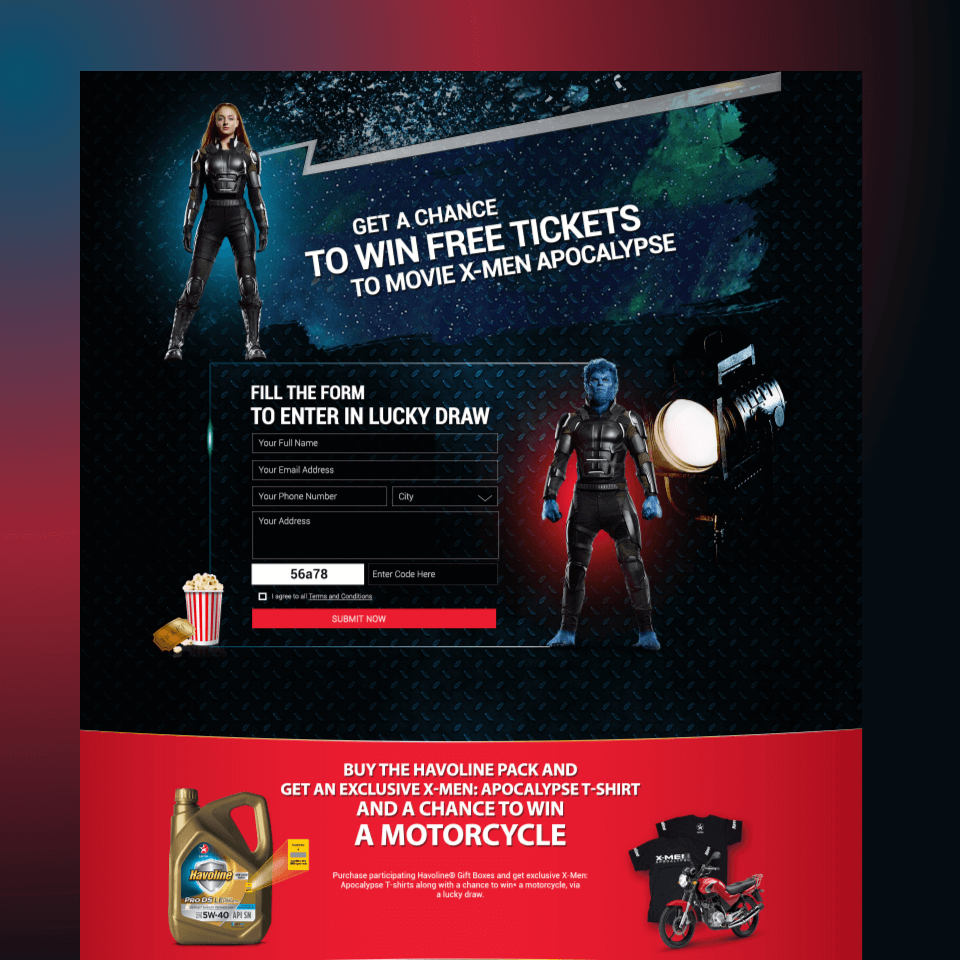 GET A CHANCE
TO WIN FREE TICKETS
TO MOVIE X-MEN APOCALYPSE
FILL THE FORM
TO ENTER IN LUCKY DRAW
Your Full Name
Your Email Address
Your Phone Number
City
Your Address
56a78
Enter Code Here
I agree to all Terms and Conditions
SUBMIT NOW
BUY THE HAVOLINE PACK AND
GET AN EXCLUSIVE X-MEN: APOCALYPSE T-SHIRT
AND A CHANCE TO WIN
A MOTORCYCLE
Purchase participating Havoline® Gift Boxes and get exclusive X-Men:
Apocalypse T-shirts along with a chance to win* a motorcycle, via
a lucky draw.
Havoline
PRO DS
5W-40
API SN
X-MEN